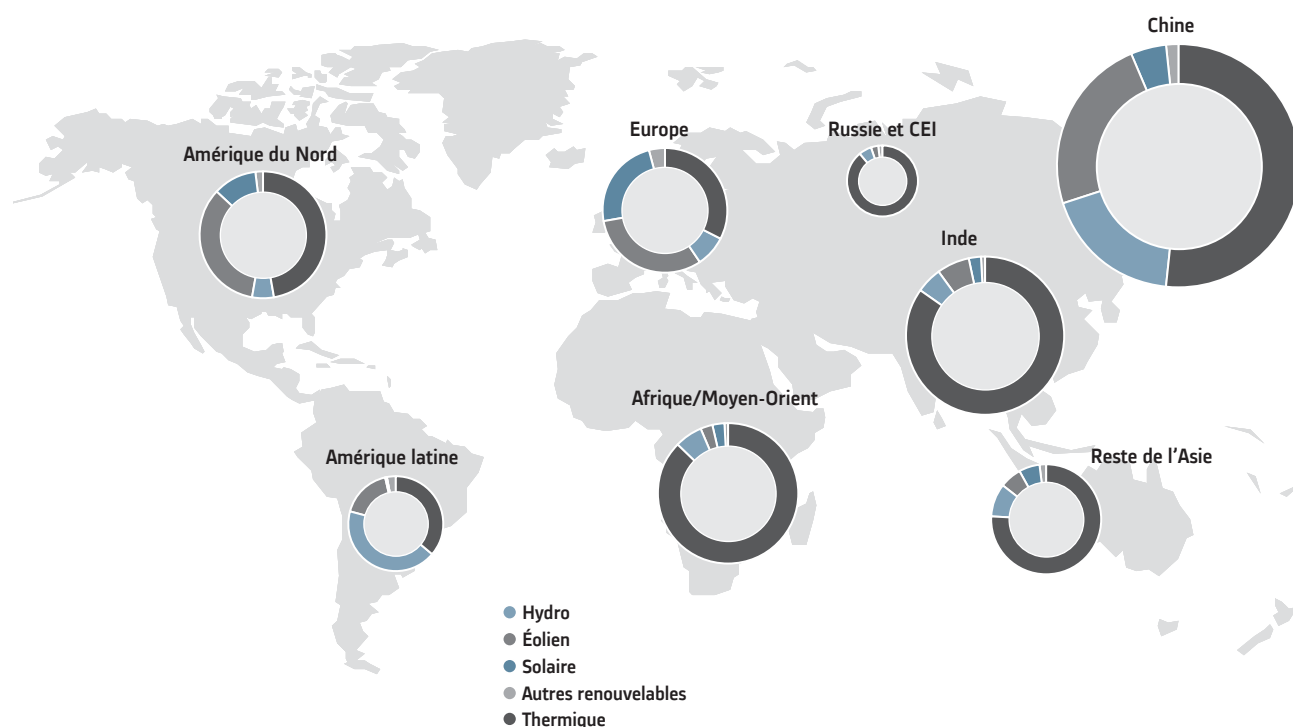 Chine
Europe
Russie et CEI
Amérique du Nord
Inde
Afrique/Moyen-Orient
Amérique latine
Reste de l'Asie
Hydro
Éolien
Solaire
Autres renouvelables
Thermique